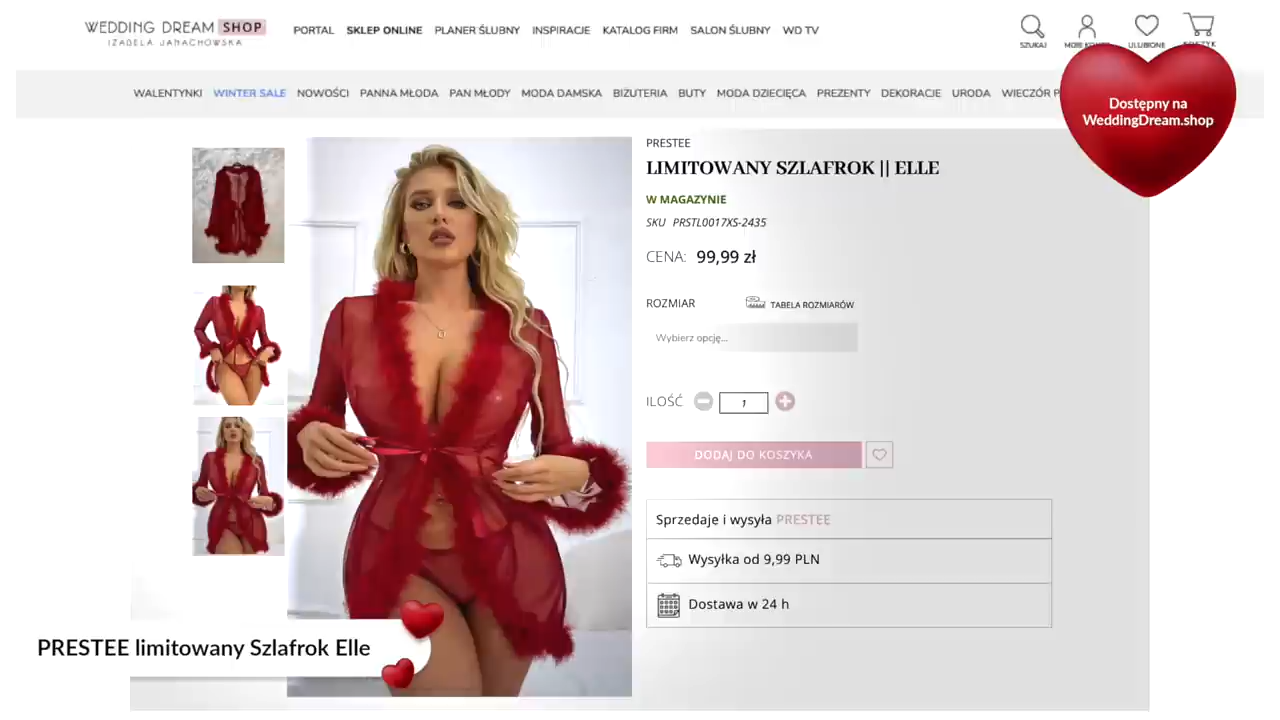 WEDDING DREAM SHOP
IZABELA JANACHOWSKA
PORTAL SKLEP ONLINE PLANER ŚLUBNY INSPIRACJE KATALOG FIRM SALON ŚLUBNY WD TV
SZUKAJ MOJE ULUBIONE
WALENTYNKI WINTER SALE NOWOŚCI PANNA MŁODA PAN MŁODY MODA DAMSKA BIŻUTERIA BUTY MODA DZIECIĘCA PREZENTY DEKORACJE URODA WIECZÓR
Dostępny na
WeddingDream.shop
PRESTEE
LIMITOWANY SZLAFROK || ELLE
W MAGAZYNIE
SKU PRSTL0017XS-2435
CENA: 99,99 zł
ROZMIAR TABELA ROZMIARÓW
Wybierz opcję...
ILOŚĆ 1
DODAJ DO KOSZYKA
Sprzedaje i wysyła PRESTEE
Wysyłka od 9,99 PLN
Dostawa w 24 h
PRESTEE limitowany Szlafrok Elle